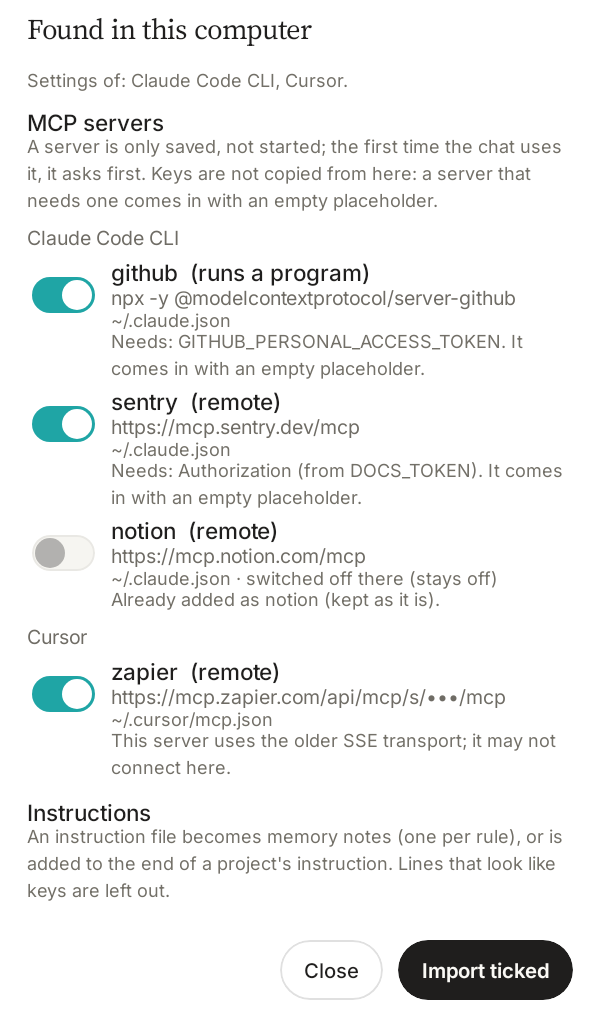 Found in this computer
Settings of: Claude Code CLI, Cursor.
MCP servers
A server is only saved, not started; the first time the chat uses
it, it asks first. Keys are not copied from here: a server that
needs one comes in with an empty placeholder.
Claude Code CLI
github (runs a program)
npx -y @modelcontextprotocol/server-github
~/.claude.json
Needs: GITHUB_PERSONAL_ACCESS_TOKEN. It
comes in with an empty placeholder.
sentry (remote)
https://mcp.sentry.dev/mcp
~/.claude.json
Needs: Authorization (from DOCS_TOKEN). It comes
in with an empty placeholder.
notion (remote)
https://mcp.notion.com/mcp
~/.claude.json · switched off there (stays off)
Already added as notion (kept as it is).
Cursor
zapier (remote)
https://mcp.zapier.com/api/mcp/s/•••/mcp
~/.cursor/mcp.json
This server uses the older SSE transport; it may not
connect here.
Instructions
An instruction file becomes memory notes (one per rule), or is
added to the end of a project's instruction. Lines that look like
keys are left out.
Close
Import ticked